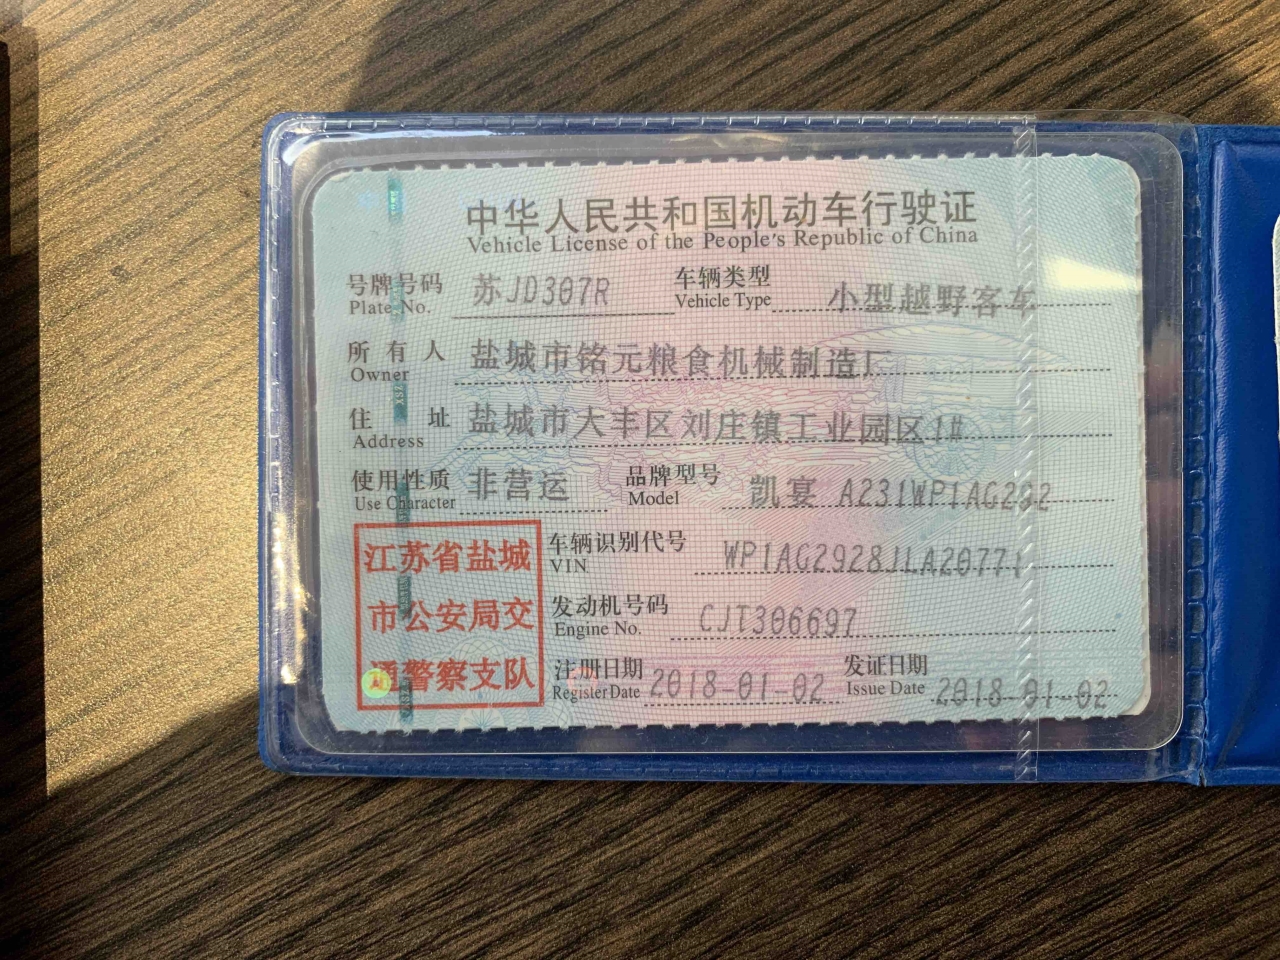 中华人民共和国机动车行驶证
Vehicle License of the People's Republic of China
号牌号码 苏JD307R 车辆类型 小型越野客车
Plate No. Vehicle Type
所有人 盐城市铭元粮食机械制造厂
Owner
住址 盐城市大丰区刘庄镇工业园区1#
Address
使用性质 非营运 品牌型号 凯宴 A231WP1AG292
Use Character Model
江苏省盐城
市公安局交
通警察支队
车辆识别代号 WP1AG2928JLA20771
VIN
发动机号码 CJT306697
Engine No.
注册日期 2018-01-02 发证日期 2018-01-02
Register Date Issue Date